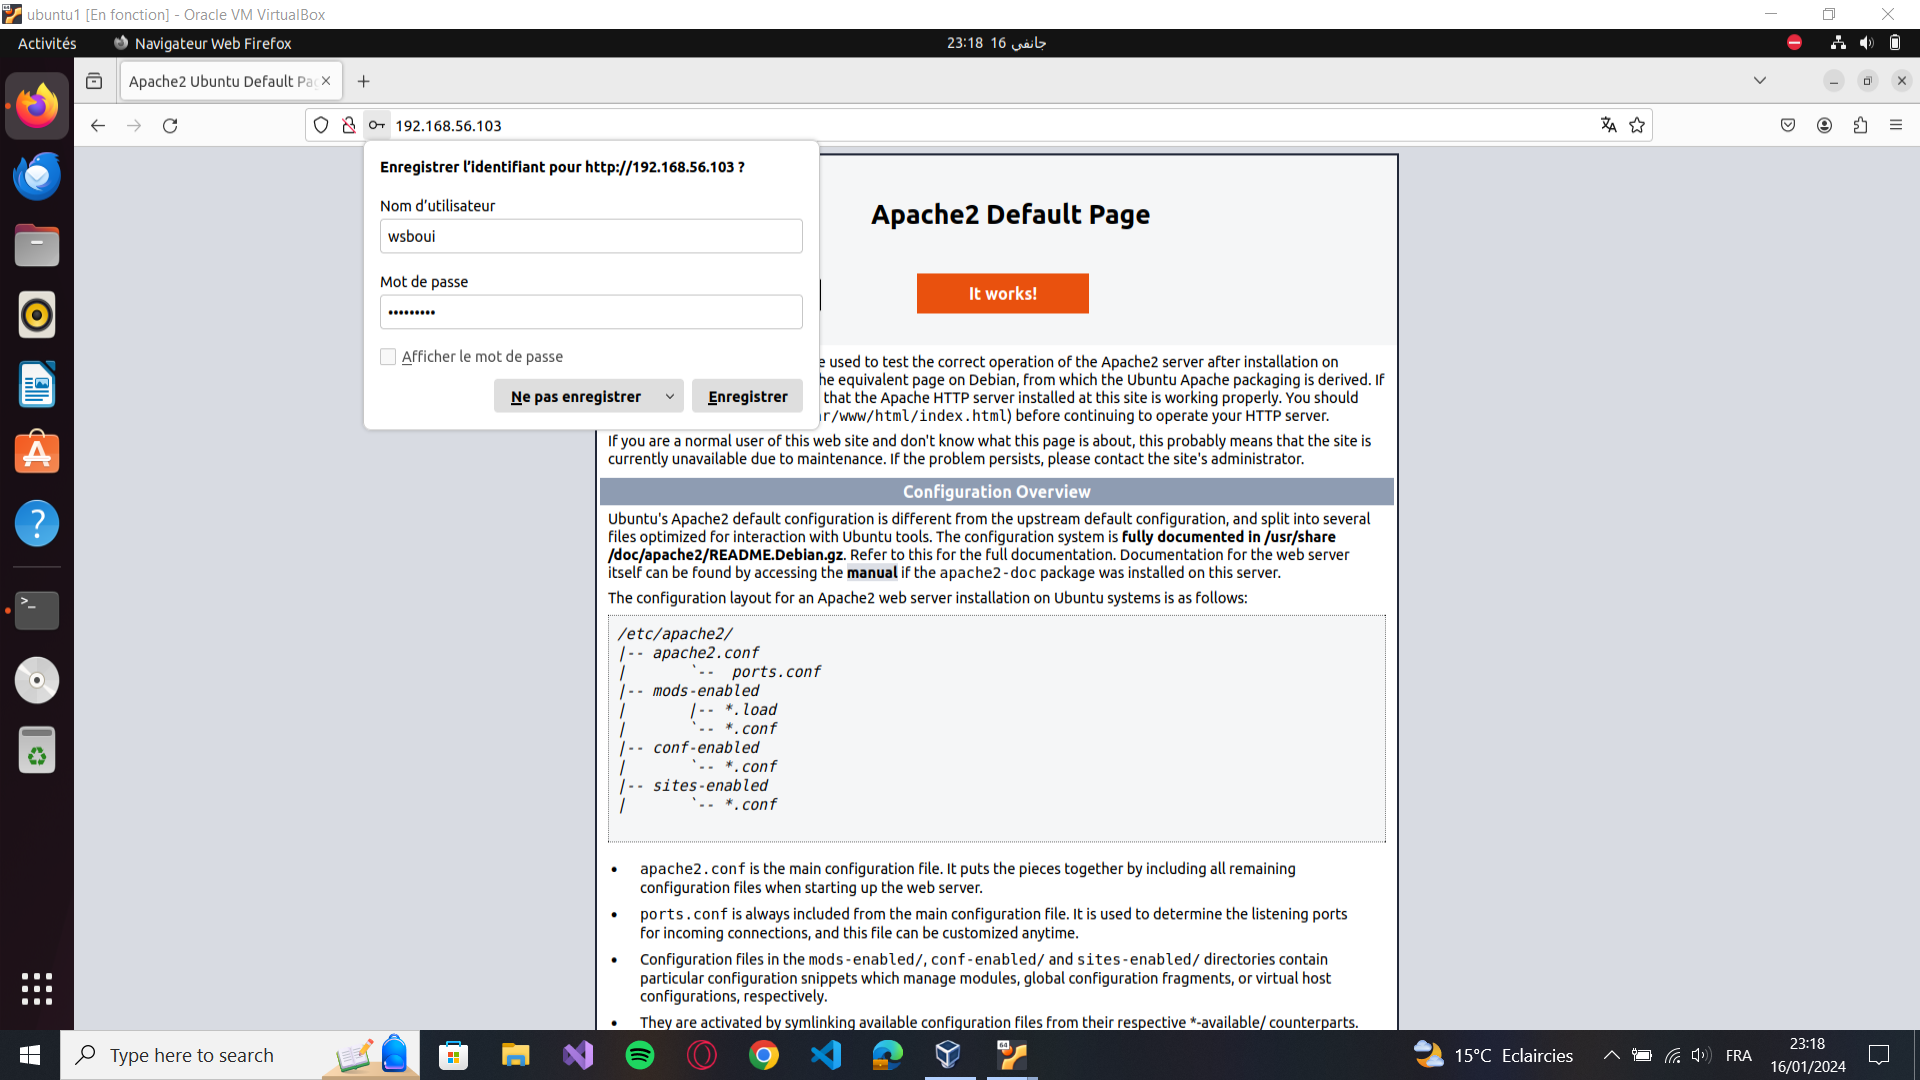 ubuntu1 [En fonction] - Oracle VM VirtualBox
Activités
Navigateur Web Firefox
23:18 16 جانفي
Apache2 Ubuntu Default Pa
192.168.56.103
Enregistrer l’identifiant pour http://192.168.56.103 ?
Nom d’utilisateur
wsboui
Mot de passe
•••••••••
Afficher le mot de passe
Ne pas enregistrer
Enregistrer
Apache2 Default Page
It works!
e used to test the correct operation of the Apache2 server after installation on
he equivalent page on Debian, from which the Ubuntu Apache packaging is derived. If
that the Apache HTTP server installed at this site is working properly. You should
r/www/html/index.html) before continuing to operate your HTTP server.
If you are a normal user of this web site and don't know what this page is about, this probably means that the site is
currently unavailable due to maintenance. If the problem persists, please contact the site's administrator.
Configuration Overview
Ubuntu's Apache2 default configuration is different from the upstream default configuration, and split into several
files optimized for interaction with Ubuntu tools. The configuration system is fully documented in /usr/share
/doc/apache2/README.Debian.gz. Refer to this for the full documentation. Documentation for the web server
itself can be found by accessing the manual if the apache2-doc package was installed on this server.
The configuration layout for an Apache2 web server installation on Ubuntu systems is as follows:
/etc/apache2/
|-- apache2.conf
|       `--  ports.conf
|-- mods-enabled
|       |-- *.load
|       `-- *.conf
|-- conf-enabled
|       `-- *.conf
|-- sites-enabled
|       `-- *.conf
• apache2.conf is the main configuration file. It puts the pieces together by including all remaining
configuration files when starting up the web server.
• ports.conf is always included from the main configuration file. It is used to determine the listening ports
for incoming connections, and this file can be customized anytime.
• Configuration files in the mods-enabled/, conf-enabled/ and sites-enabled/ directories contain
particular configuration snippets which manage modules, global configuration fragments, or virtual host
configurations, respectively.
• They are activated by symlinking available configuration files from their respective *-available/ counterparts.
Type here to search
64
15°C Eclaircies
FRA
23:18
16/01/2024